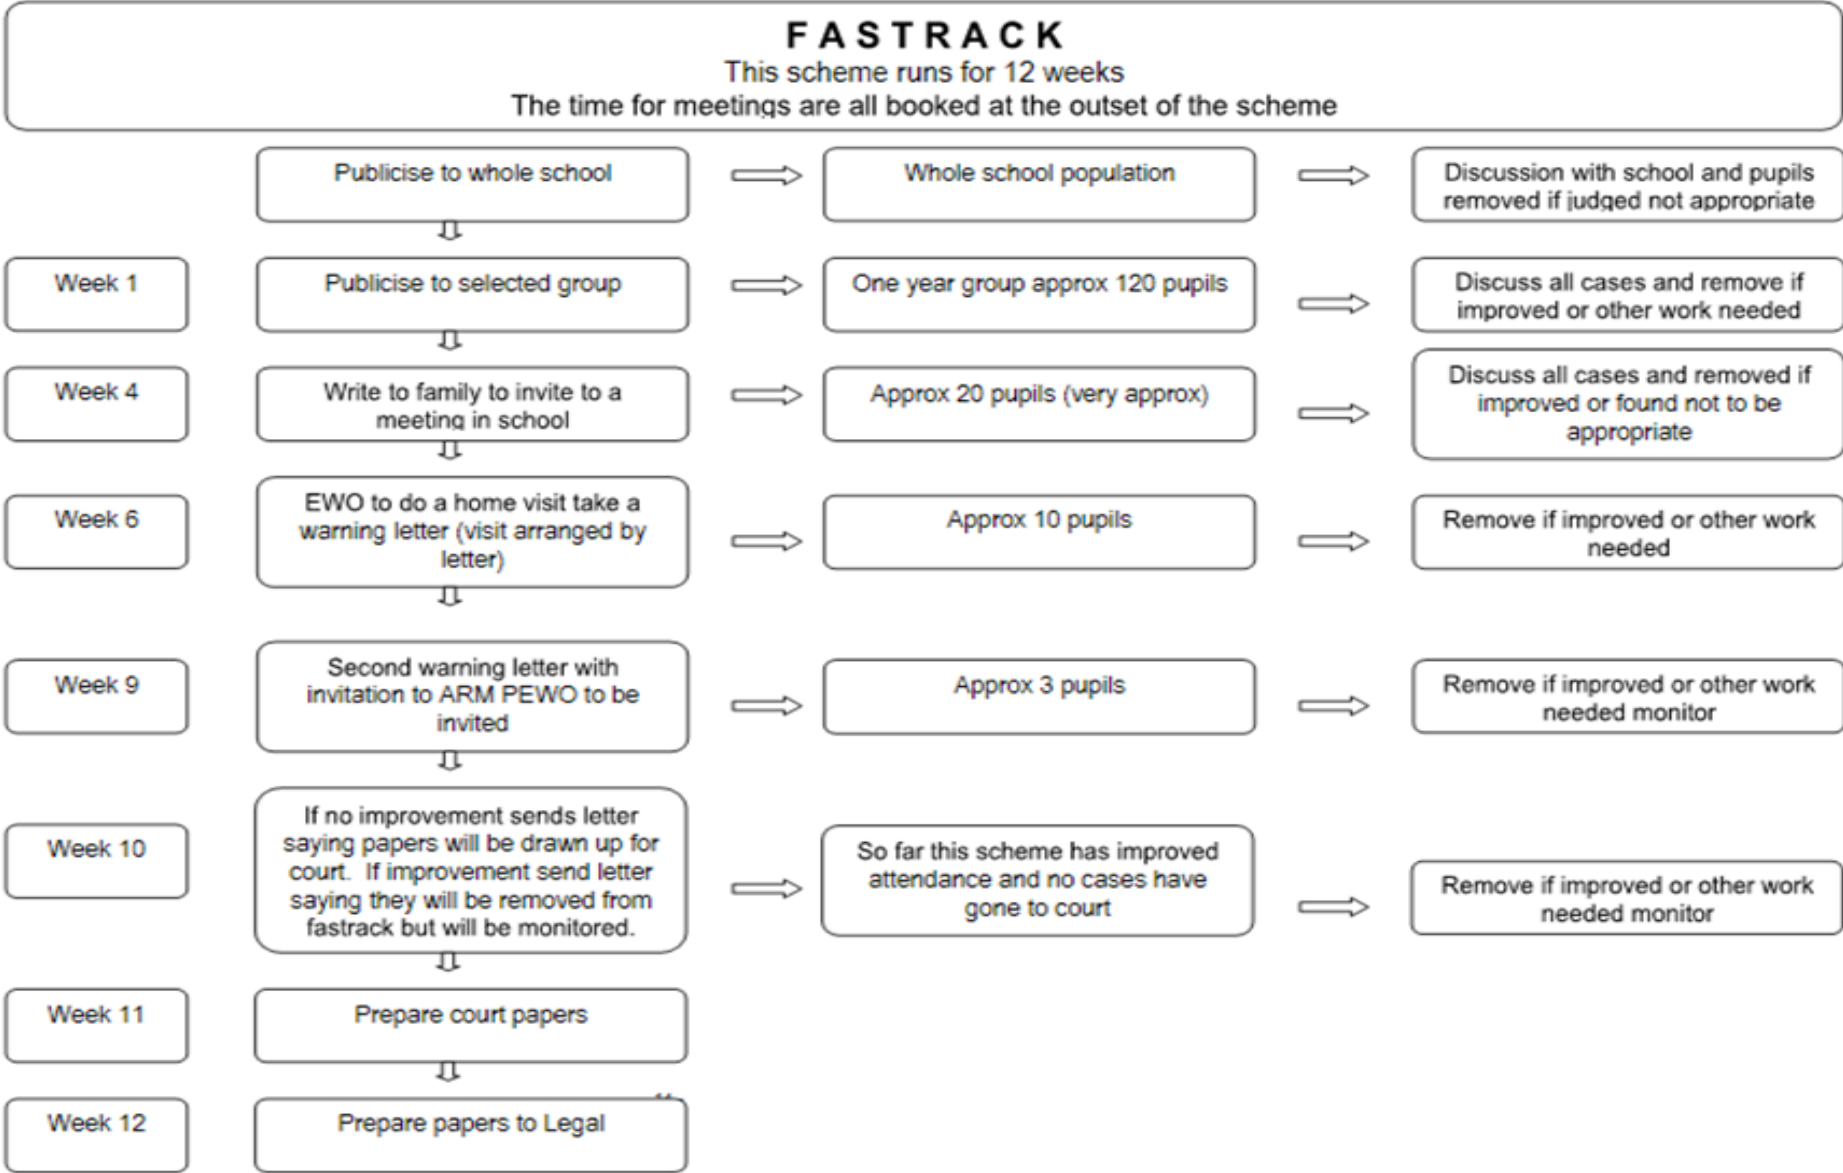 F A S T R A C K
This scheme runs for 12 weeks
The time for meetings are all booked at the outset of the scheme
Publicise to whole school
Whole school population
Discussion with school and pupils
removed if judged not appropriate
Week 1
Publicise to selected group
One year group approx 120 pupils
Discuss all cases and remove if
improved or other work needed
Week 4
Write to family to invite to a
meeting in school
Approx 20 pupils (very approx)
Discuss all cases and removed if
improved or found not to be
appropriate
Week 6
EWO to do a home visit take a
warning letter (visit arranged by
letter)
Approx 10 pupils
Remove if improved or other work
needed
Week 9
Second warning letter with
invitation to ARM PEWO to be
invited
Approx 3 pupils
Remove if improved or other work
needed monitor
Week 10
If no improvement sends letter
saying papers will be drawn up for
court. If improvement send letter
saying they will be removed from
fastrack but will be monitored.
So far this scheme has improved
attendance and no cases have
gone to court
Remove if improved or other work
needed monitor
Week 11
Prepare court papers
Week 12
Prepare papers to Legal